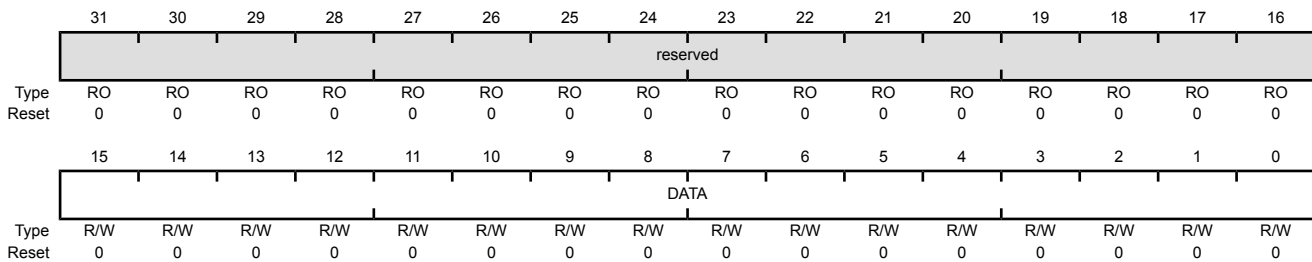 31 30 29 28 27 26 25 24 23 22 21 20 19 18 17 16
reserved
Type RO RO RO RO RO RO RO RO RO RO RO RO RO RO RO RO
Reset 0 0 0 0 0 0 0 0 0 0 0 0 0 0 0 0
15 14 13 12 11 10 9 8 7 6 5 4 3 2 1 0
DATA
Type R/W R/W R/W R/W R/W R/W R/W R/W R/W R/W R/W R/W R/W R/W R/W R/W
Reset 0 0 0 0 0 0 0 0 0 0 0 0 0 0 0 0